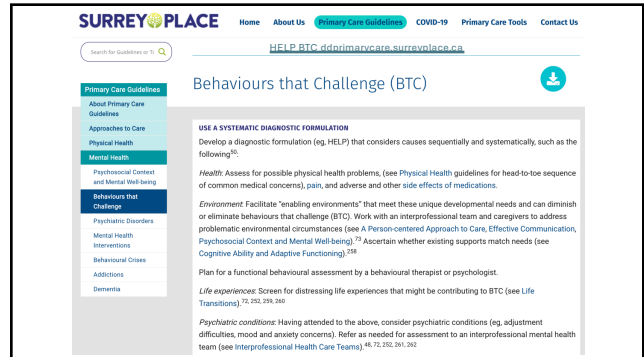 SURREY PLACE
Home About Us Primary Care Guidelines COVID-19 Primary Care Tools Contact Us
Search for Guidelines or To
HELP BTC ddprimarycare.surreyplace.ca
Behaviours that Challenge (BTC)
Primary Care Guidelines
About Primary Care
Guidelines
Approaches to Care
Physical Health
Mental Health
Psychosocial Context
and Mental Well-being
Behaviours that
Challenge
Psychiatric Disorders
Mental Health
Interventions
Behavioural Crises
Addictions
Dementia
USE A SYSTEMATIC DIAGNOSTIC FORMULATION
Develop a diagnostic formulation (eg, HELP) that considers causes sequentially and systematically, such as the
following50:
Health: Assess for possible physical health problems, (see Physical Health guidelines for head-to-toe sequence
of common medical concerns), pain, and adverse and other side effects of medications.
Environment: Facilitate "enabling environments" that meet these unique developmental needs and can diminish
or eliminate behaviours that challenge (BTC). Work with an interprofessional team and caregivers to address
problematic environmental circumstances (see A Person-centered Approach to Care, Effective Communication,
Psychosocial Context and Mental Well-being).73 Ascertain whether existing supports match needs (see
Cognitive Ability and Adaptive Functioning).258
Plan for a functional behavioural assessment by a behavioural therapist or psychologist.
Life experiences: Screen for distressing life experiences that might be contributing to BTC (see Life
Transitions).72, 252, 259, 260
Psychiatric conditions: Having attended to the above, consider psychiatric conditions (eg, adjustment
difficulties, mood and anxiety concerns). Refer as needed for assessment to an interprofessional mental health
team (see Interprofessional Health Care Teams).48, 72, 252, 261, 262